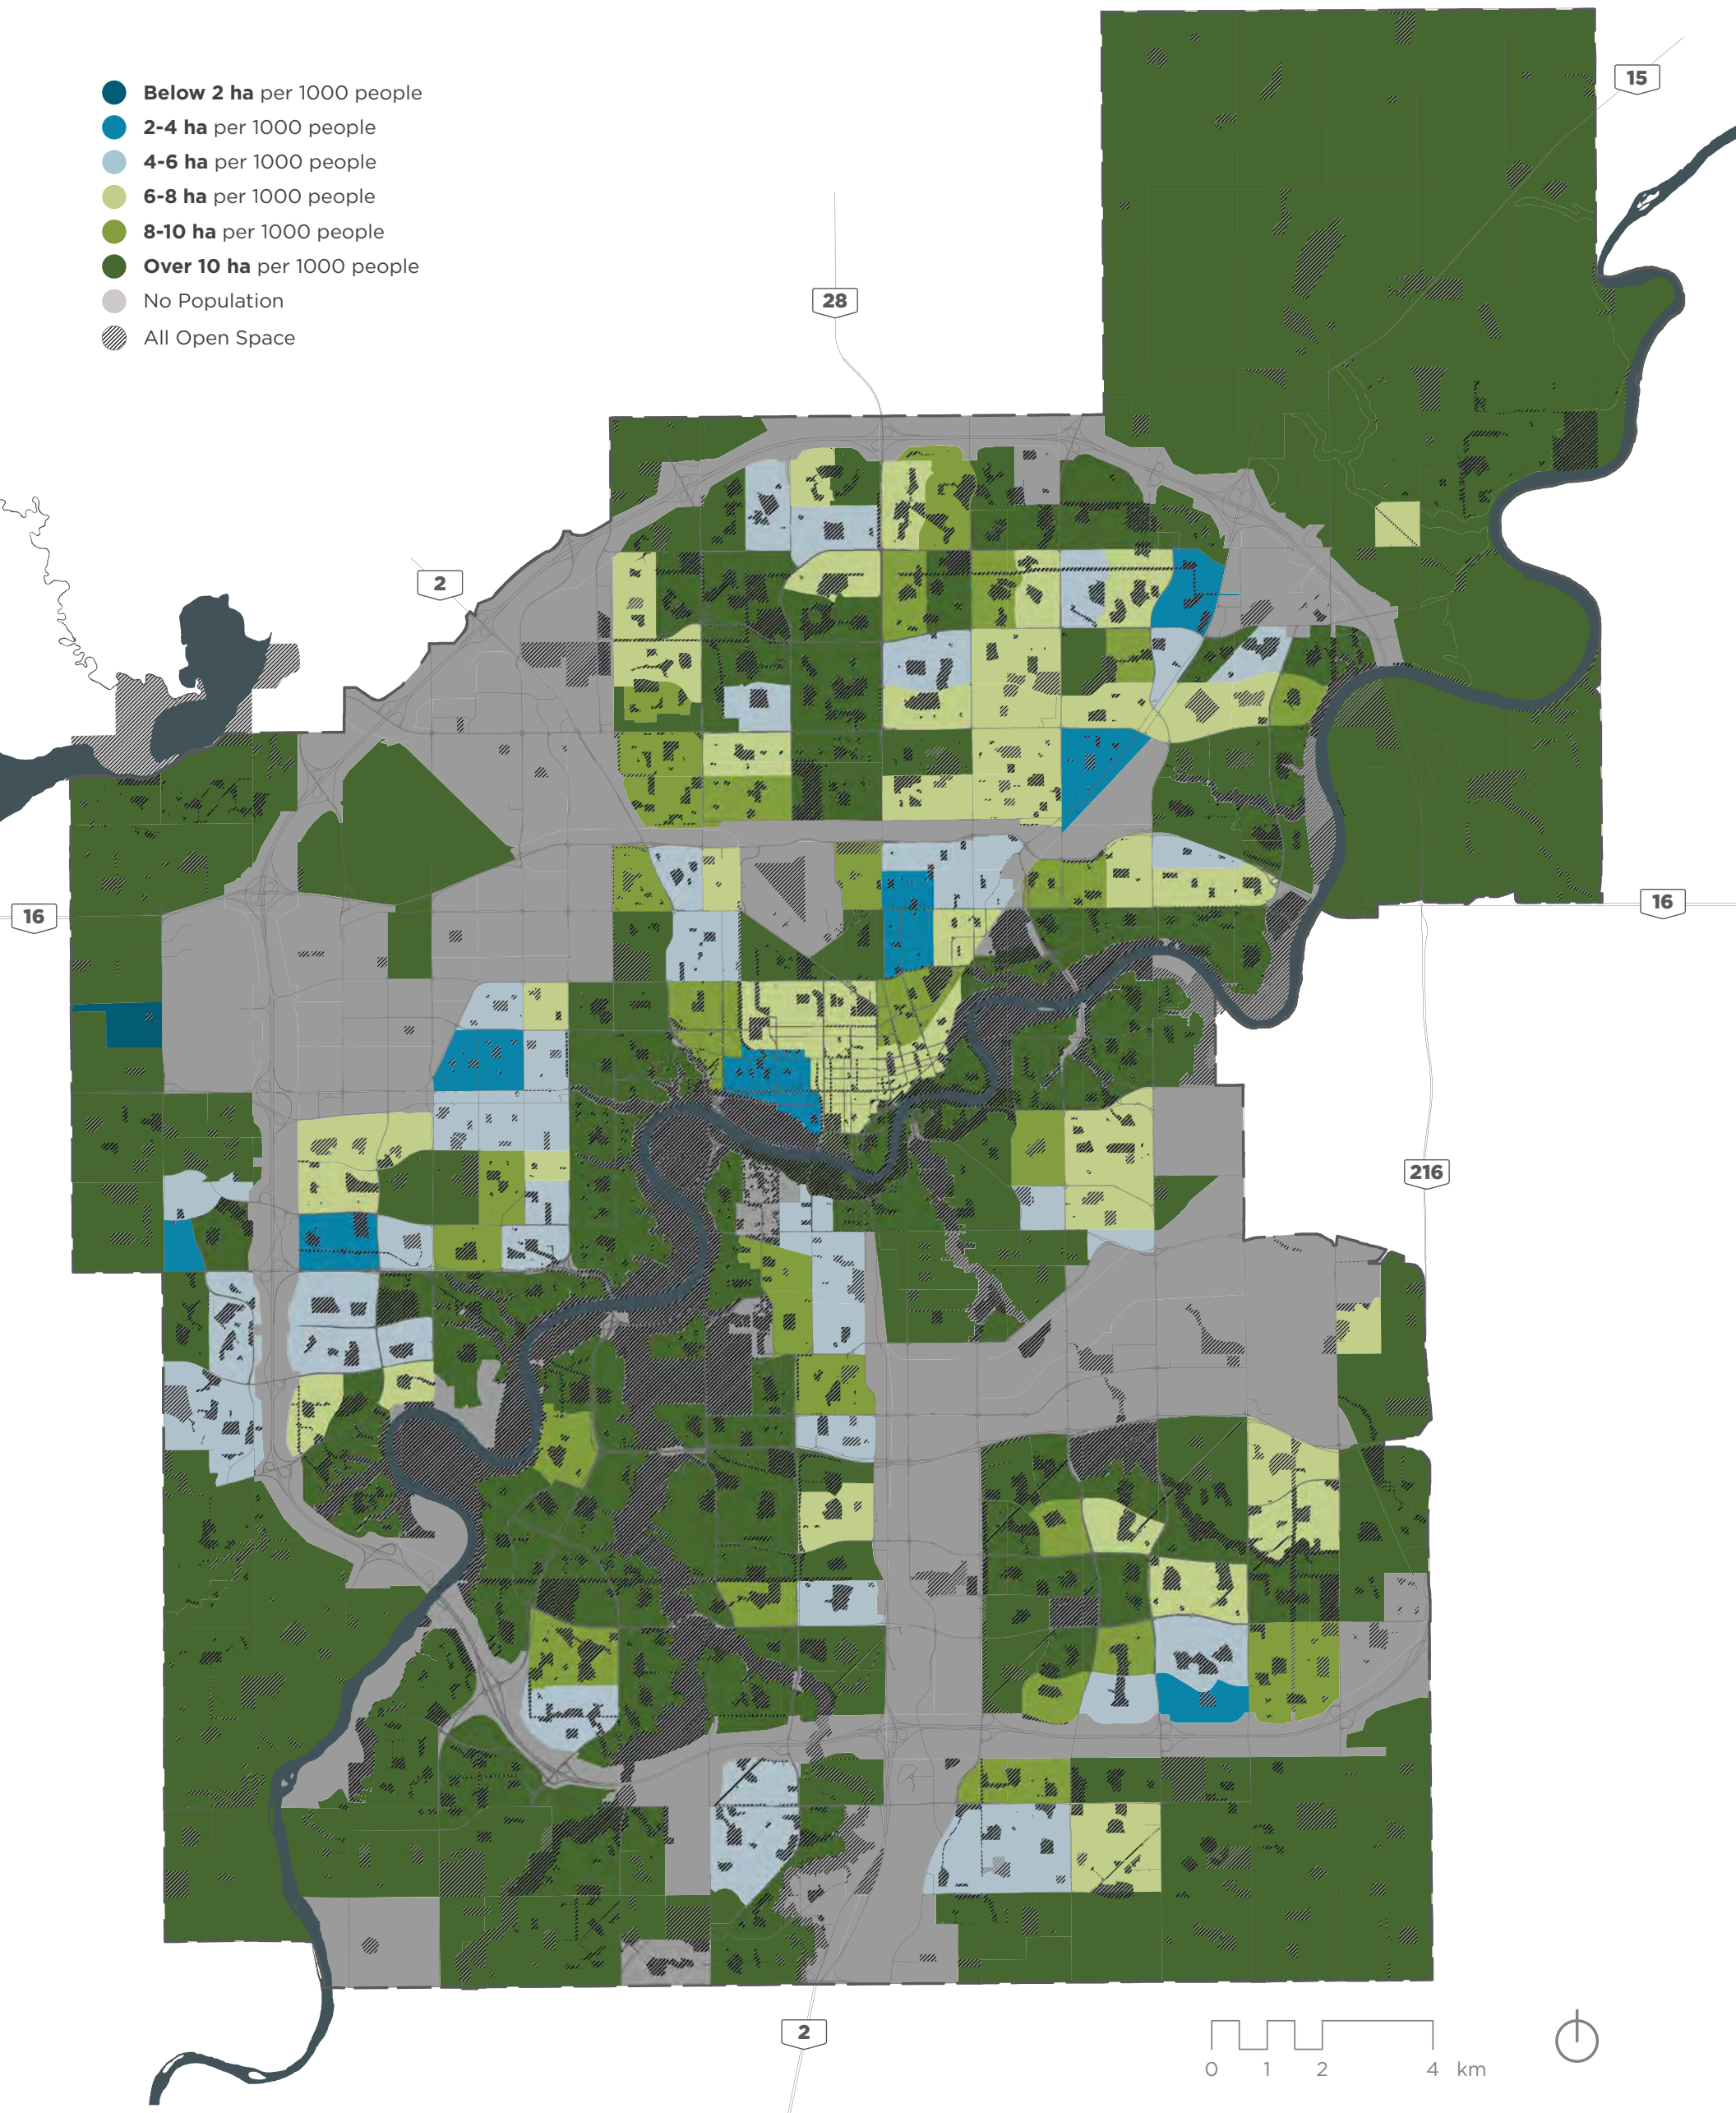 Below 2 ha per 1000 people
2-4 ha per 1000 people
4-6 ha per 1000 people
6-8 ha per 1000 people
8-10 ha per 1000 people
Over 10 ha per 1000 people
No Population
All Open Space
15
28
2
16
16
216
2
0 1 2 4 km